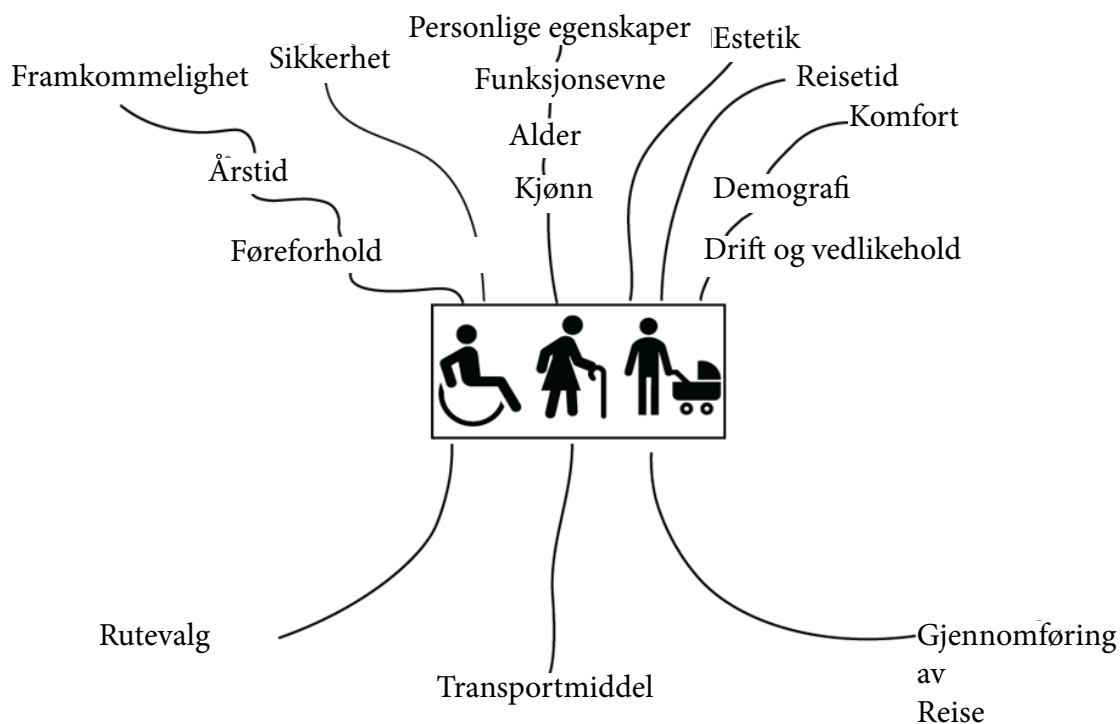 Personlige egenskaper
Estetik
Sikkerhet
Framkommelighet
Funksjonsevne
Reisetid
Komfort
Alder
Årstid
Kjønn
Demografi
Føreforhold
Drift og vedlikehold
Rutevalg
Transportmiddel
Gjennomføring
av
Reise